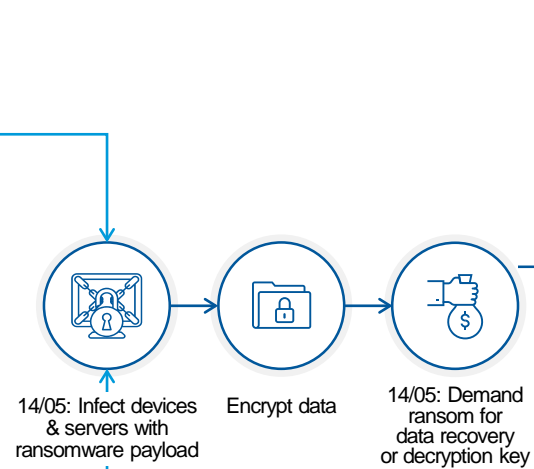 14/05: Infect devices
& servers with
ransomware payload
Encrypt data
$
14/05: Demand
ransom for
data recovery
or decryption key